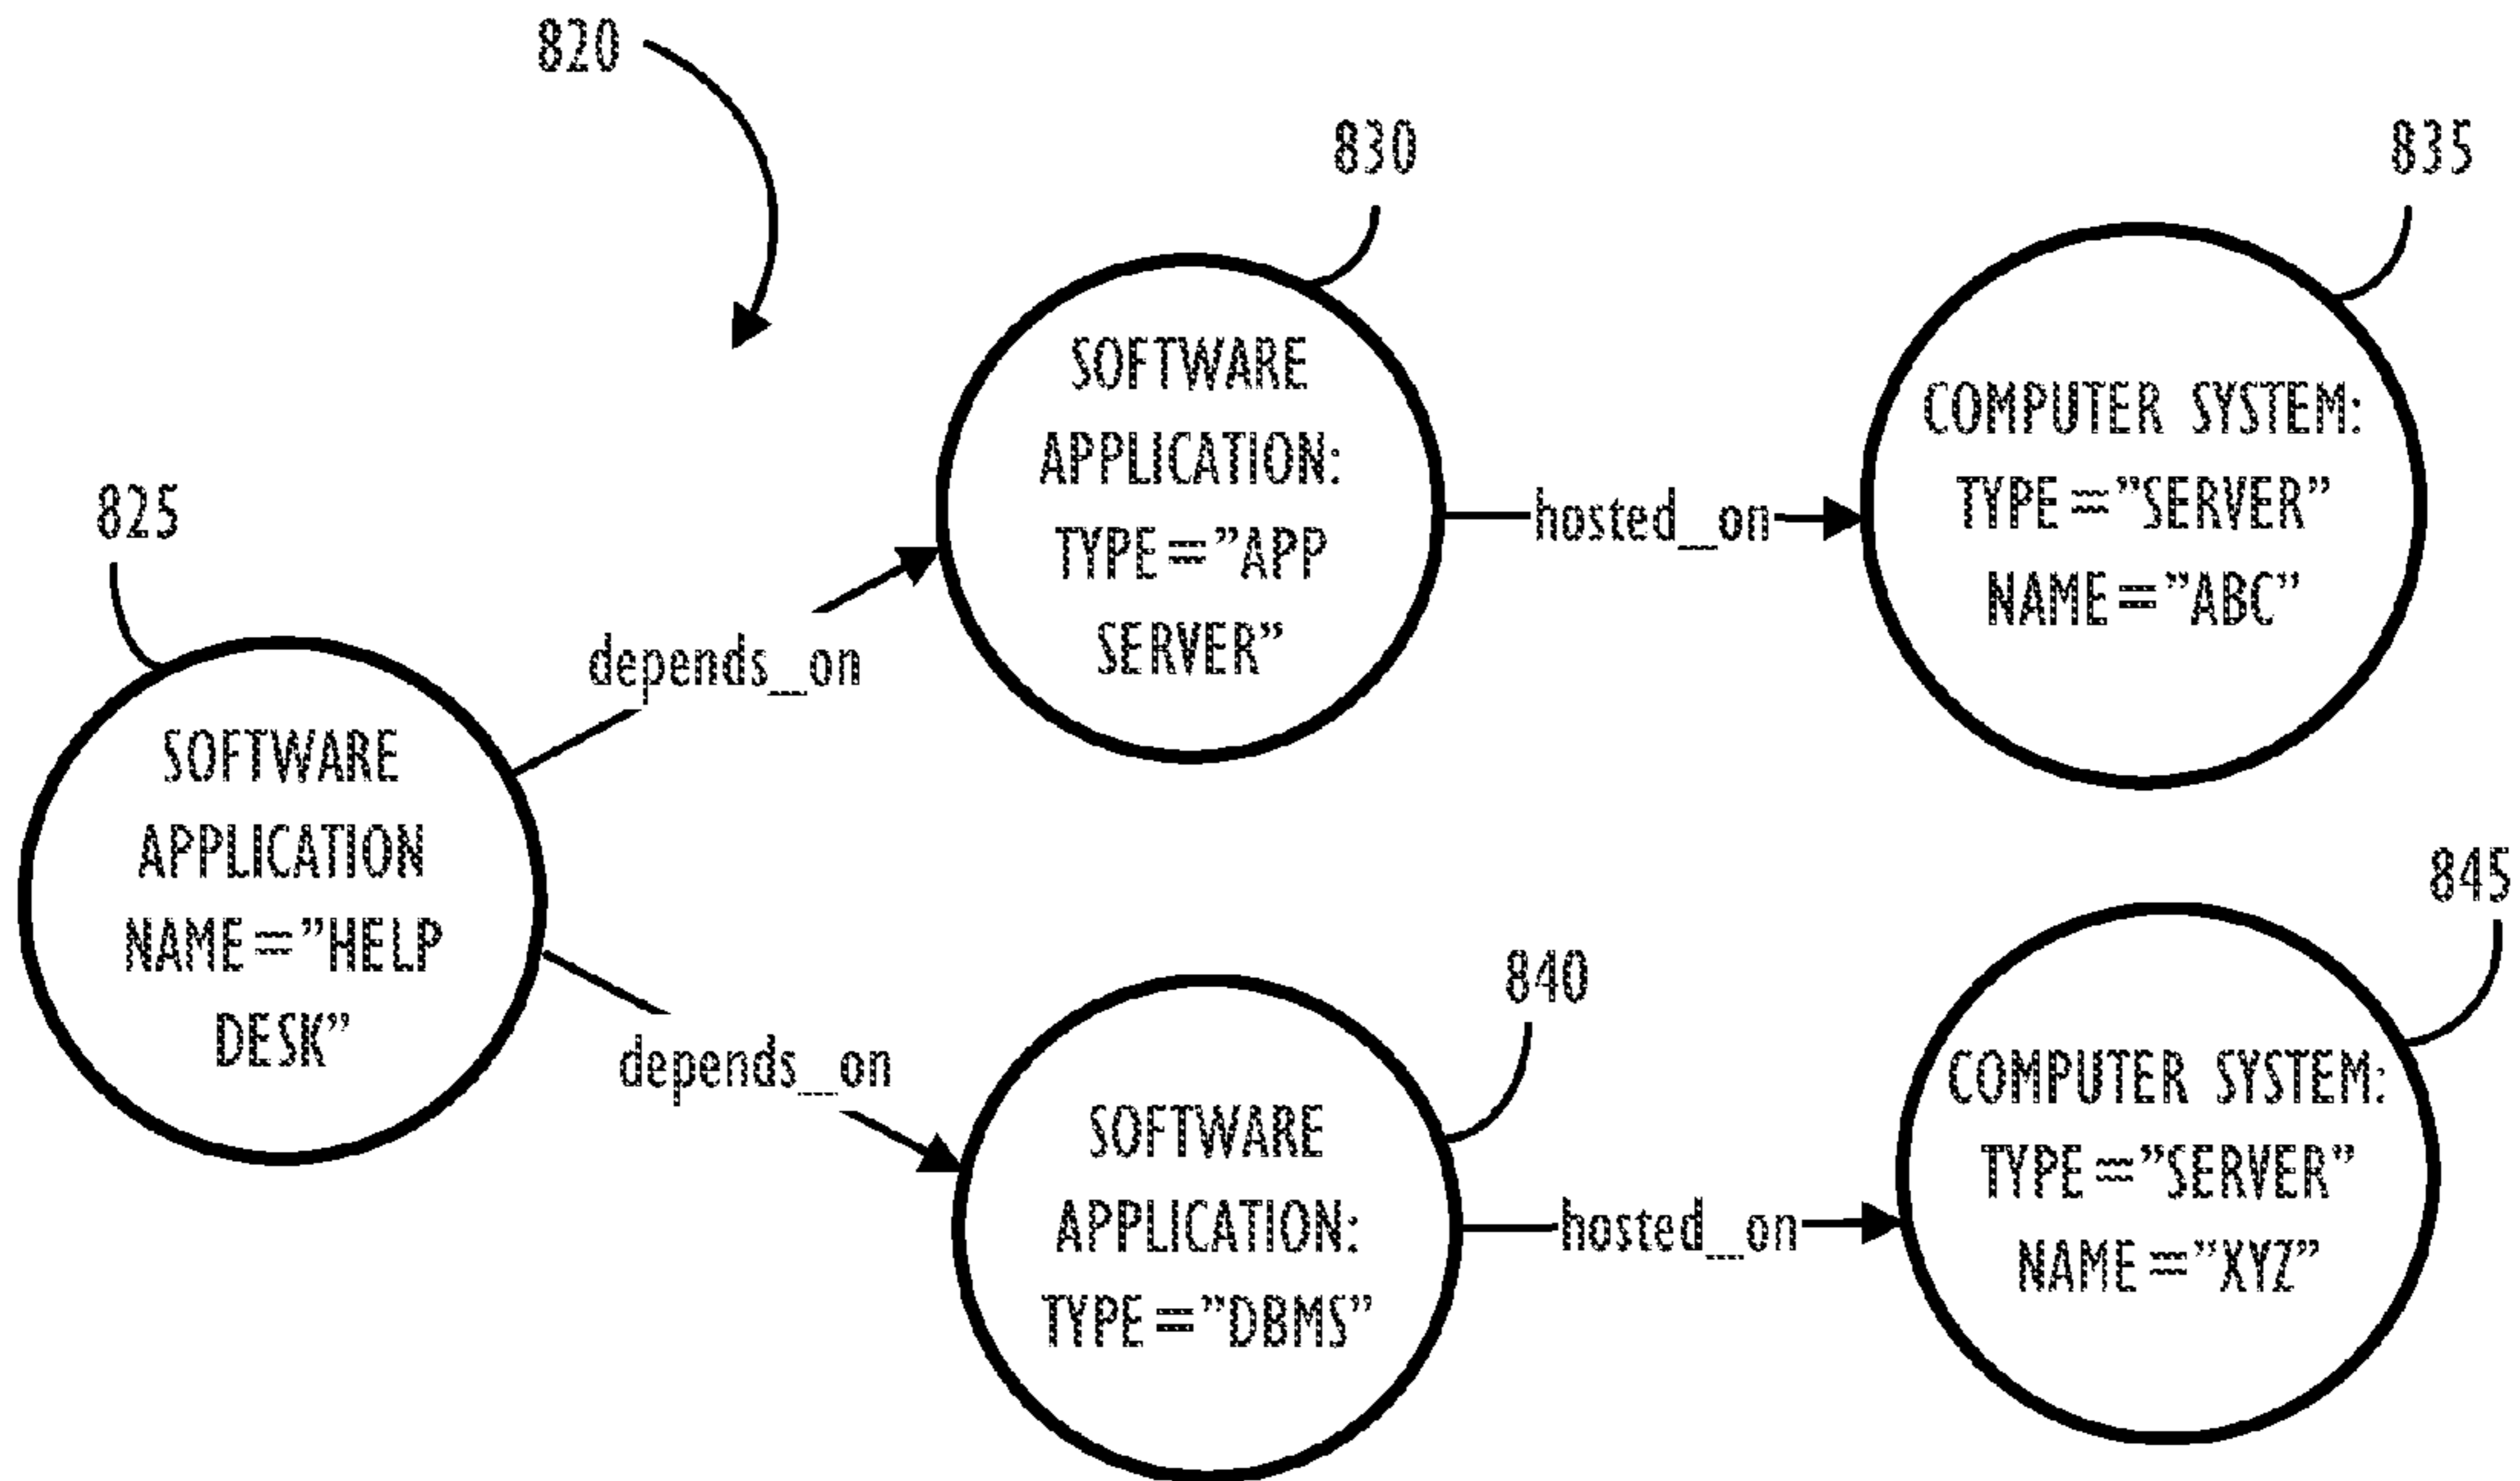 820
830
835
SOFTWARE
APPLICATION:
TYPE=”APP
SERVER”
COMPUTER SYSTEM:
TYPE=”SERVER”
NAME=”ABC”
hosted_on
825
depends_on
SOFTWARE
APPLICATION
NAME=”HELP
DESK”
depends_on
840
845
SOFTWARE
APPLICATION:
TYPE=”DBMS”
hosted_on
COMPUTER SYSTEM:
TYPE=”SERVER”
NAME=”XYZ”